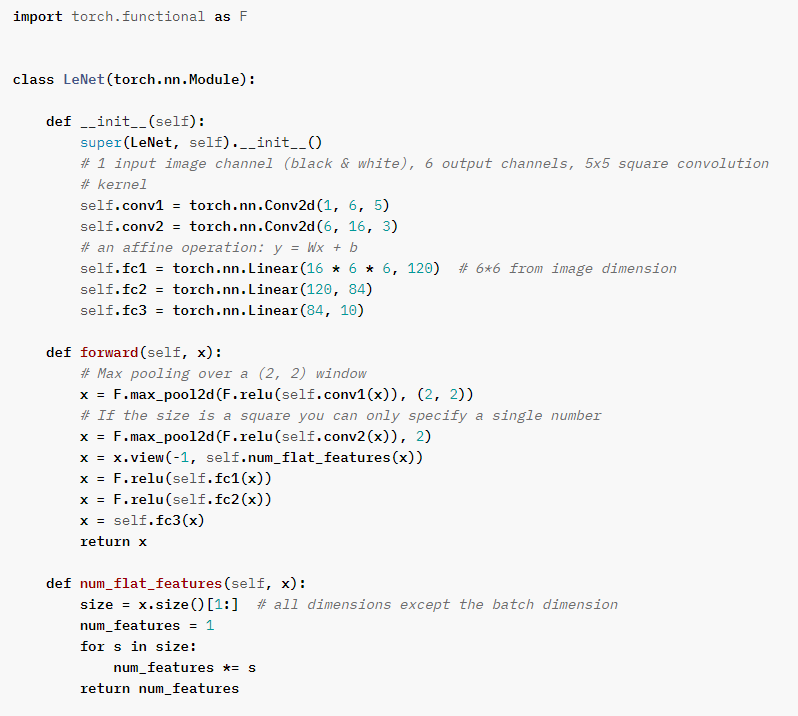 import torch.functional as F
class LeNet(torch.nn.Module):
    def __init__(self):
        super(LeNet, self).__init__()
        # 1 input image channel (black & white), 6 output channels, 5x5 square convolution
        # kernel
        self.conv1 = torch.nn.Conv2d(1, 6, 5)
        self.conv2 = torch.nn.Conv2d(6, 16, 3)
        # an affine operation: y = Wx + b
        self.fc1 = torch.nn.Linear(16 * 6 * 6, 120)  # 6*6 from image dimension
        self.fc2 = torch.nn.Linear(120, 84)
        self.fc3 = torch.nn.Linear(84, 10)
    def forward(self, x):
        # Max pooling over a (2, 2) window
        x = F.max_pool2d(F.relu(self.conv1(x)), (2, 2))
        # If the size is a square you can only specify a single number
        x = F.max_pool2d(F.relu(self.conv2(x)), 2)
        x = x.view(-1, self.num_flat_features(x))
        x = F.relu(self.fc1(x))
        x = F.relu(self.fc2(x))
        x = self.fc3(x)
        return x
    def num_flat_features(self, x):
        size = x.size()[1:]  # all dimensions except the batch dimension
        num_features = 1
        for s in size:
            num_features *= s
        return num_features